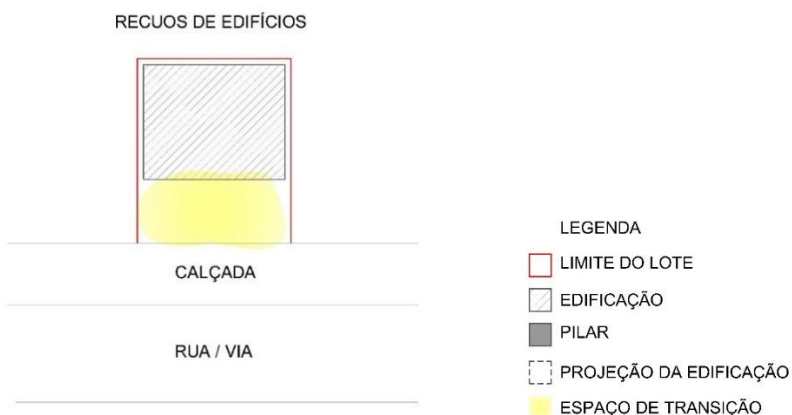 RECUOS DE EDIFÍCIOS
CALÇADA
RUA / VIA
LEGENDA
LIMITE DO LOTE
EDIFICAÇÃO
PILAR
PROJEÇÃO DA EDIFICAÇÃO
ESPAÇO DE TRANSIÇÃO